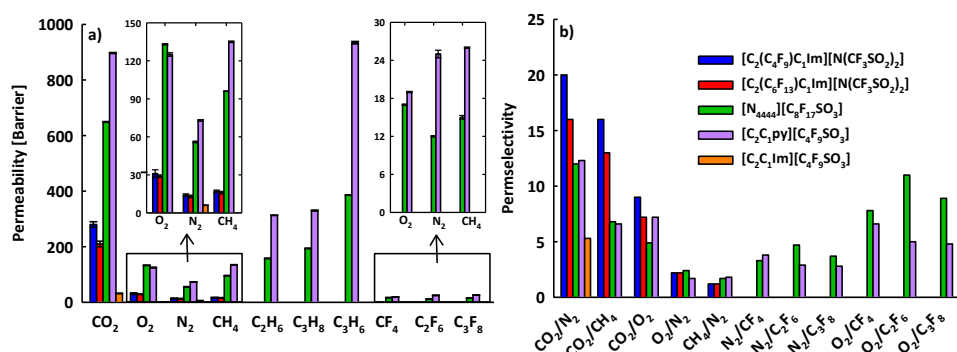 a)
Permeability [Barrier]
1000
800
600
400
200
0
CO₂ O₂ N₂ CH₄ C₂H₆ C₃H₈ C₃H₆ CF₄ C₂F₆ C₃F₈
150
120
90
60
30
0
O₂ N₂ CH₄
30
24
18
12
6
0
O₂ N₂ CH₄
b)
Permselectivity
25
20
15
10
5
0
[C₂(C₄F₉)C₁Im][N(CF₃SO₂)₂]
[C₂(C₆F₁₃)C₁Im][N(CF₃SO₂)₂]
[N₄₄₄₄][C₈F₁₇SO₃]
[C₂C₁py][C₄F₉SO₃]
[C₂C₁Im][C₄F₉SO₃]
CO₂/N₂ CO₂/CH₄ CO₂/O₂ O₂/N₂ CH₄/N₂ N₂/CF₄ N₂/C₂F₆ N₂/C₃F₈ O₂/CF₄ O₂/C₂F₆ O₂/C₃F₈